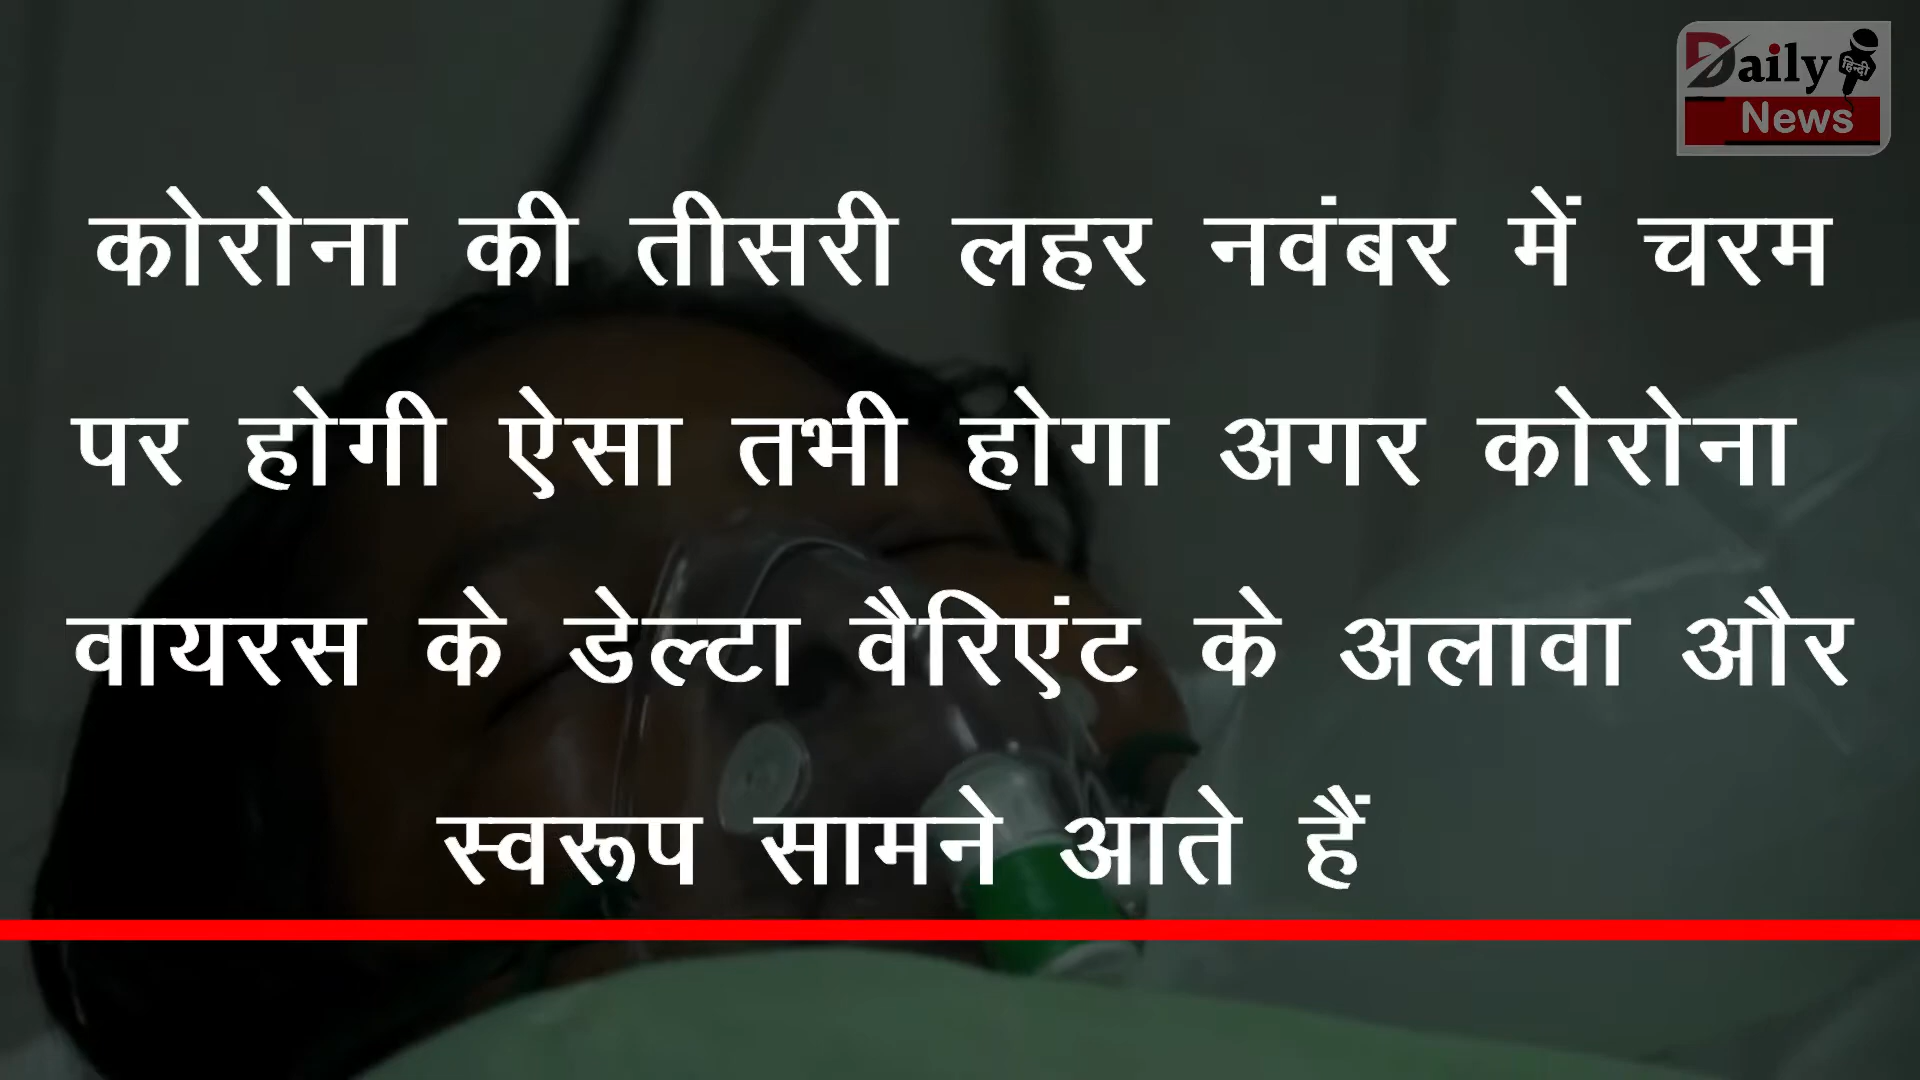 Daily हिन्दी
News
कोरोना की तीसरी लहर नवंबर में चरम
पर होगी ऐसा तभी होगा अगर कोरोना
वायरस के डेल्टा वैरिएंट के अलावा और
स्वरूप सामने आते हैं